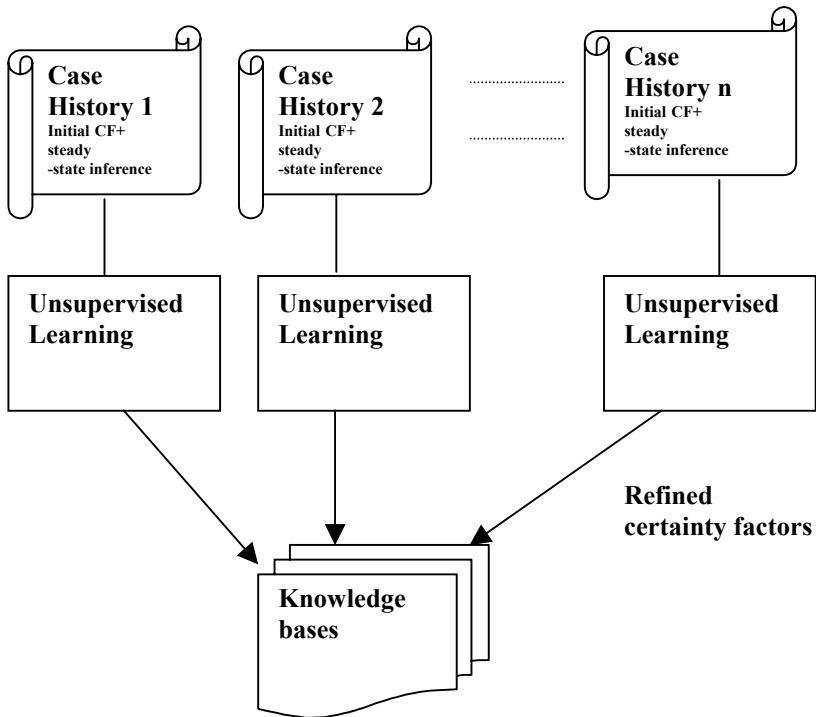 Case
History 1
Initial CF+
steady
-state inference
Case
History 2
Initial CF+
steady
-state inference
Case
History n
Initial CF+
steady
-state inference
Unsupervised
Learning
Unsupervised
Learning
Unsupervised
Learning
Refined
certainty factors
Knowledge
bases